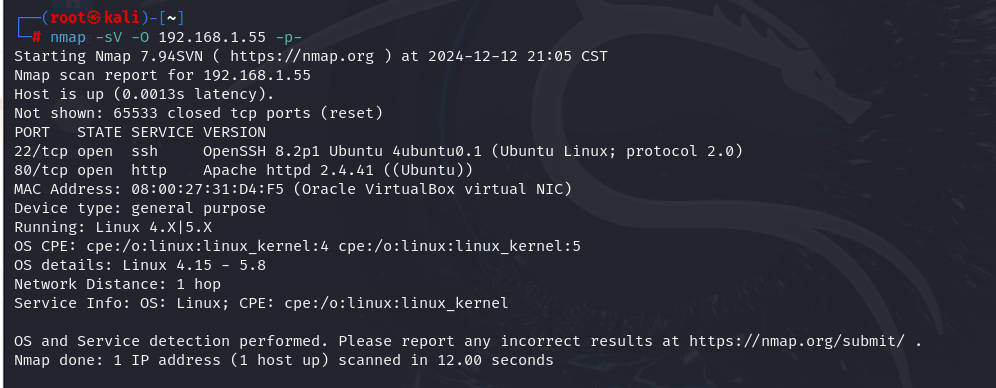 ┌──(root㉿kali)-[~]
└─# nmap -sV -O 192.168.1.55 -p-
Starting Nmap 7.94SVN ( https://nmap.org ) at 2024-12-12 21:05 CST
Nmap scan report for 192.168.1.55
Host is up (0.0013s latency).
Not shown: 65533 closed tcp ports (reset)
PORT   STATE SERVICE VERSION
22/tcp open  ssh     OpenSSH 8.2p1 Ubuntu 4ubuntu0.1 (Ubuntu Linux; protocol 2.0)
80/tcp open  http    Apache httpd 2.4.41 ((Ubuntu))
MAC Address: 08:00:27:31:D4:F5 (Oracle VirtualBox virtual NIC)
Device type: general purpose
Running: Linux 4.X|5.X
OS CPE: cpe:/o:linux:linux_kernel:4 cpe:/o:linux:linux_kernel:5
OS details: Linux 4.15 - 5.8
Network Distance: 1 hop
Service Info: OS: Linux; CPE: cpe:/o:linux:linux_kernel

OS and Service detection performed. Please report any incorrect results at https://nmap.org/submit/ .
Nmap done: 1 IP address (1 host up) scanned in 12.00 seconds